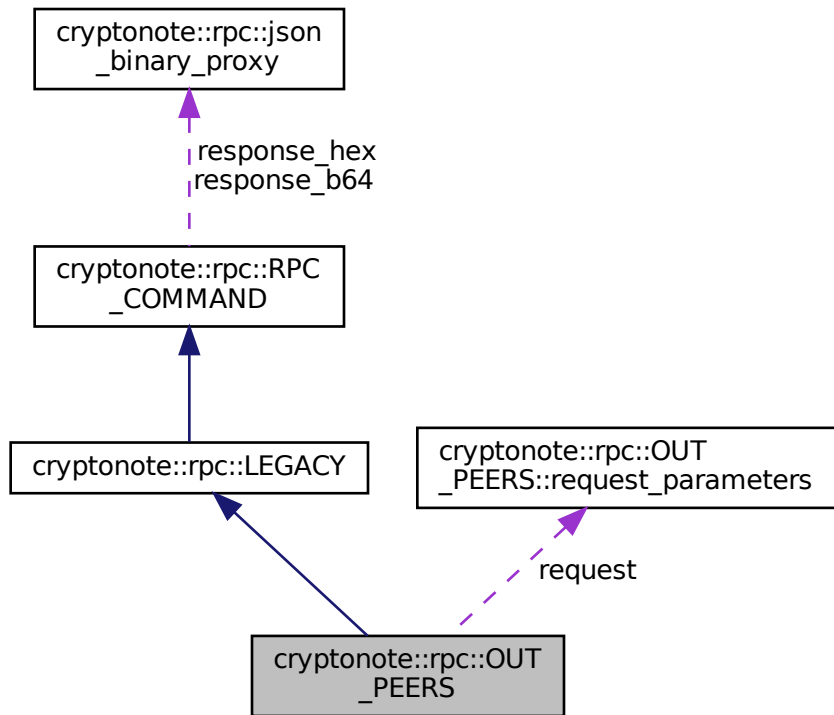 cryptonote::rpc::json
_binary_proxy
response_hex
response_b64
cryptonote::rpc::RPC
_COMMAND
cryptonote::rpc::LEGACY
cryptonote::rpc::OUT
_PEERS::request_parameters
request
cryptonote::rpc::OUT
_PEERS